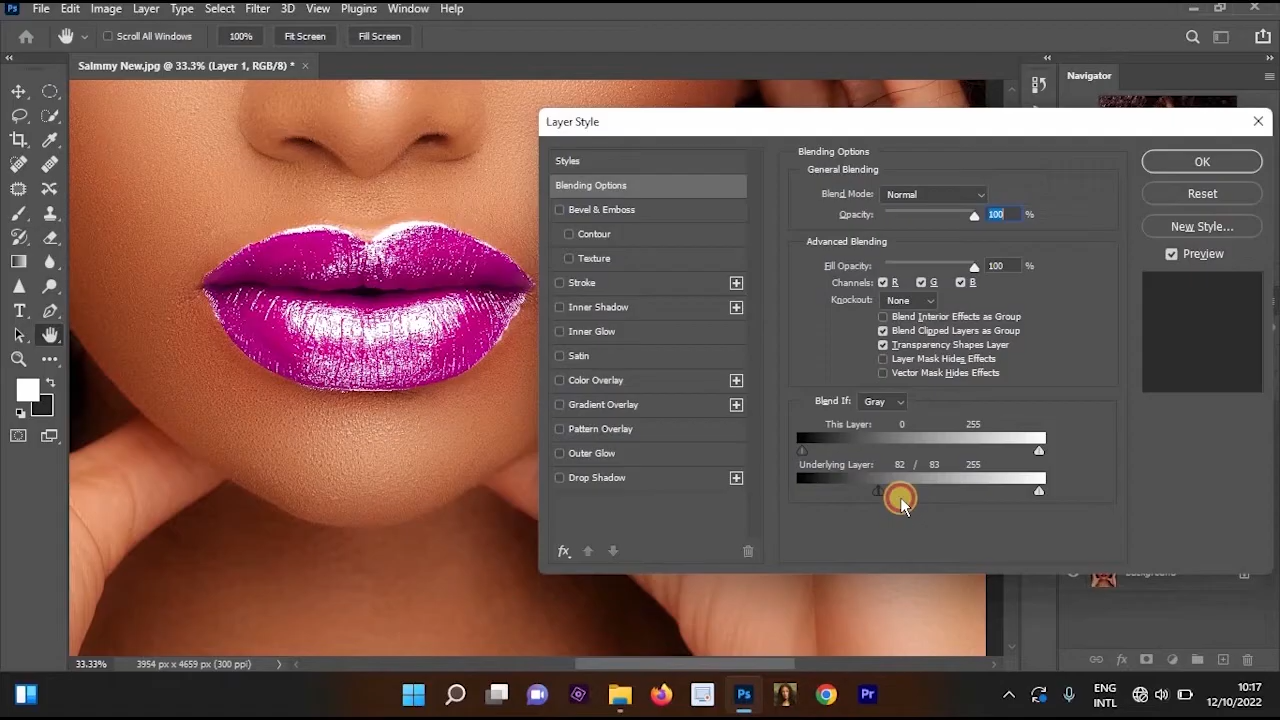 Ps File Edit Image Layer Type Select Filter 3D View Plugins Window Help
Scroll All Windows 100% Fit Screen Fill Screen
Salmmy New.jpg @ 33.3% (Layer 1, RGB/8) *
Navigator
Layer Style
Styles
Blending Options
Bevel & Emboss
Contour
Texture
Stroke
Inner Shadow
Inner Glow
Satin
Color Overlay
Gradient Overlay
Pattern Overlay
Outer Glow
Drop Shadow
fx
Blending Options
General Blending
Blend Mode: Normal
Opacity: 100 %
Advanced Blending
Fill Opacity: 100 %
Channels: R G B
Knockout: None
Blend Interior Effects as Group
Blend Clipped Layers as Group
Transparency Shapes Layer
Layer Mask Hides Effects
Vector Mask Hides Effects
Blend If: Gray
This Layer: 0 255
Underlying Layer: 82 / 83 255
OK
Reset
New Style...
Preview
T
33.33% 3954 px x 4659 px (300 ppi)
fx
Ps Pr
ENG
INTL
10:17
12/10/2022